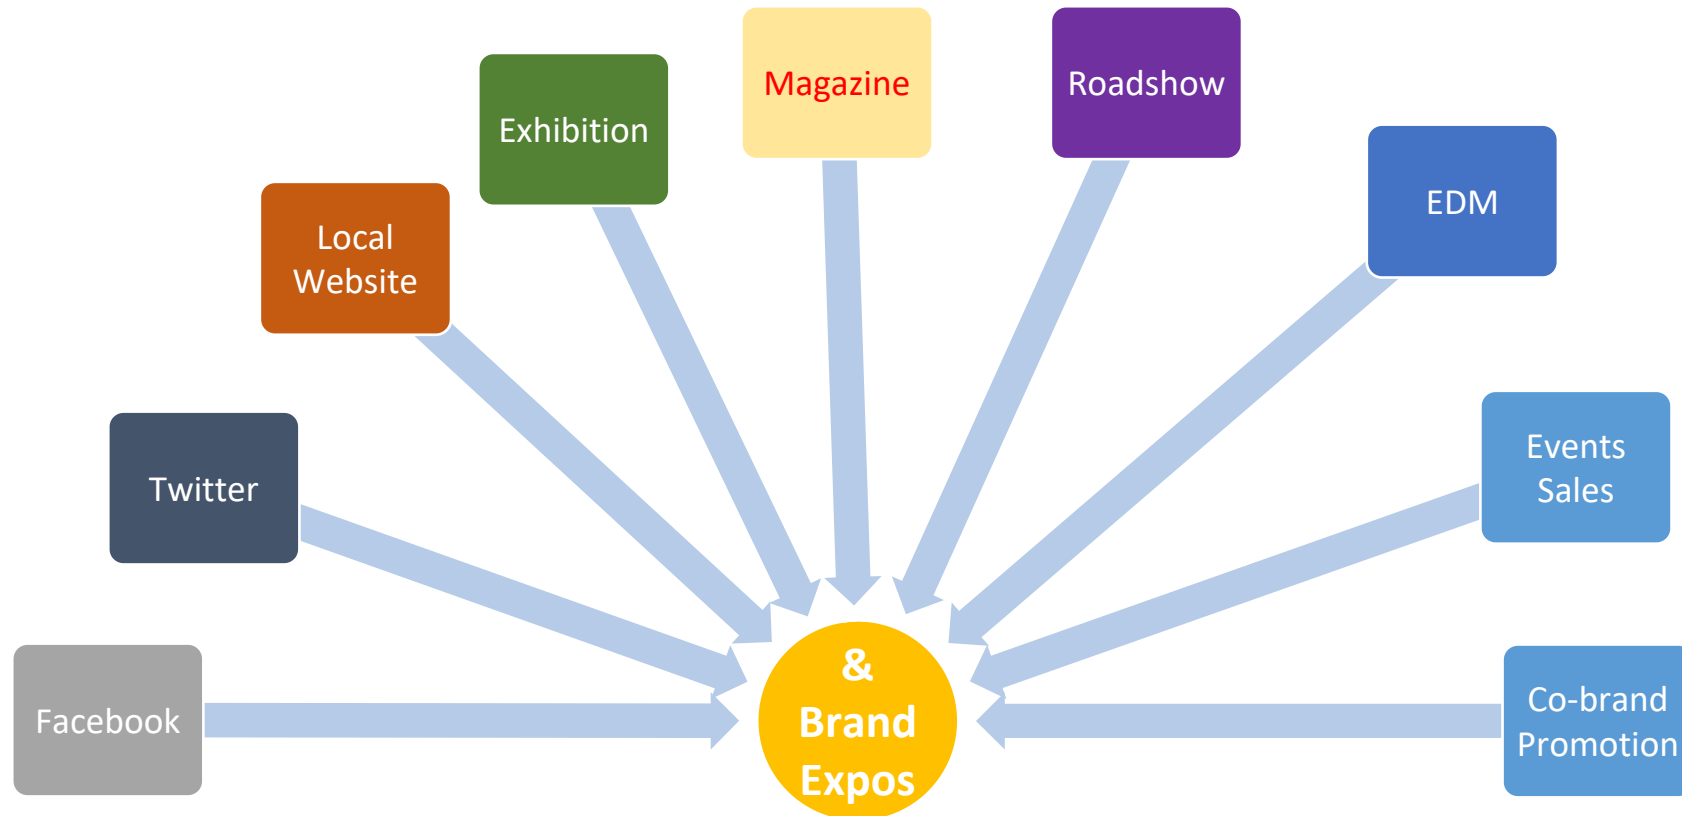 Magazine
Roadshow
Exhibition
EDM
Local
Website
Events
Sales
Twitter
Facebook
Co-brand
Promotion
&
Brand
Expos